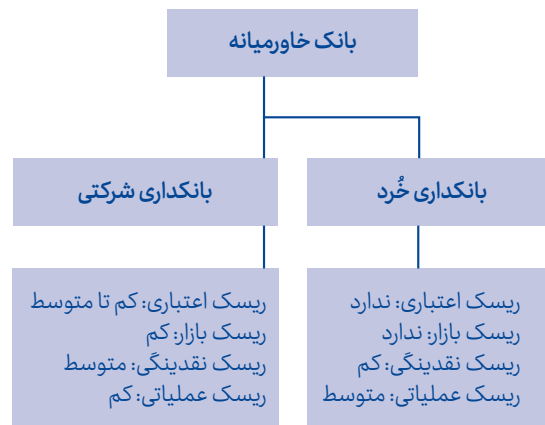 بانک خاورمیانه
بانکداری خُرد
بانکداری شرکتی
ریسک اعتباری: ندارد
ریسک بازار: ندارد
ریسک نقدینگی: کم
ریسک عملیاتی: متوسط
ریسک اعتباری: کم تا متوسط
ریسک بازار: کم
ریسک نقدینگی: متوسط
ریسک عملیاتی: کم